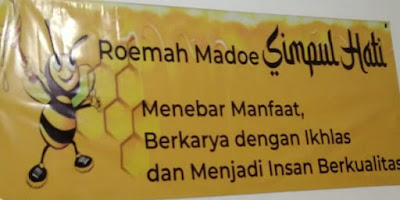 Roemah Madoe Simpul Hati
Menebar Manfaat,
Berkarya dengan Ikhlas
dan Menjadi Insan Berkualitas